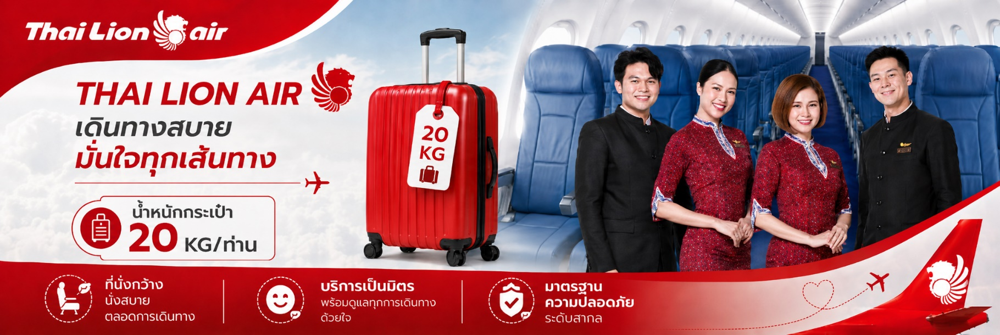 Thai Lion air
THAI LION AIR
เดินทางสบาย
มั่นใจทุกเส้นทาง
น้ำหนักกระเป๋า
20 KG/ท่าน
20
KG
ที่นั่งกว้าง
นั่งสบาย
ตลอดการเดินทาง
บริการเป็นมิตร
พร้อมดูแลทุกการเดินทาง
ด้วยใจ
มาตรฐาน
ความปลอดภัย
ระดับสากล